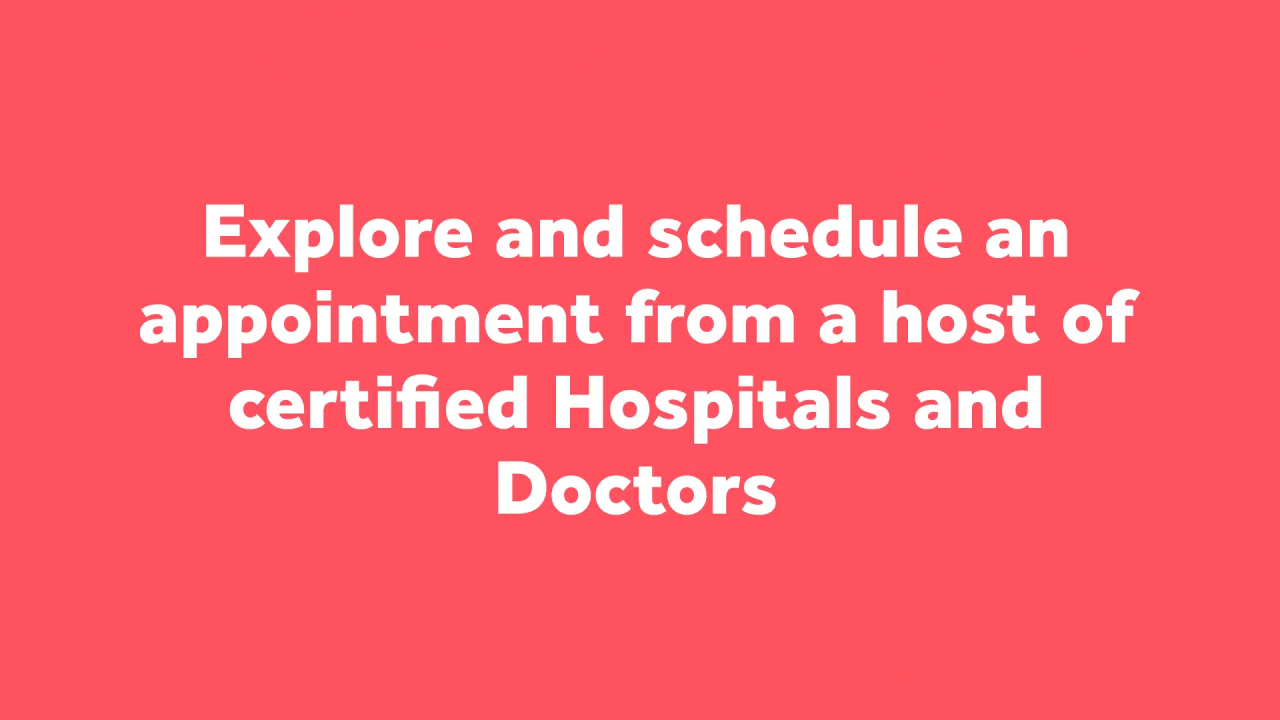 Explore and schedule an
appointment from a host of
certified Hospitals and
Doctors